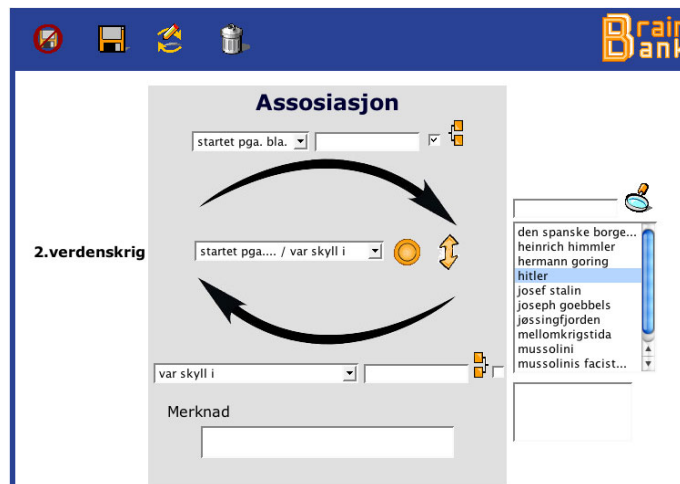 Brain
Bank
Assosiasjon
startet pga. bla.
2.verdenskrig
startet pga.... / var skyll i
den spanske borge...
heinrich himmler
hermann goring
hitler
josef stalin
joseph goebbels
jøssingfjorden
mellomkrigstida
mussolini
mussolinis facist...
var skyll i
Merknad